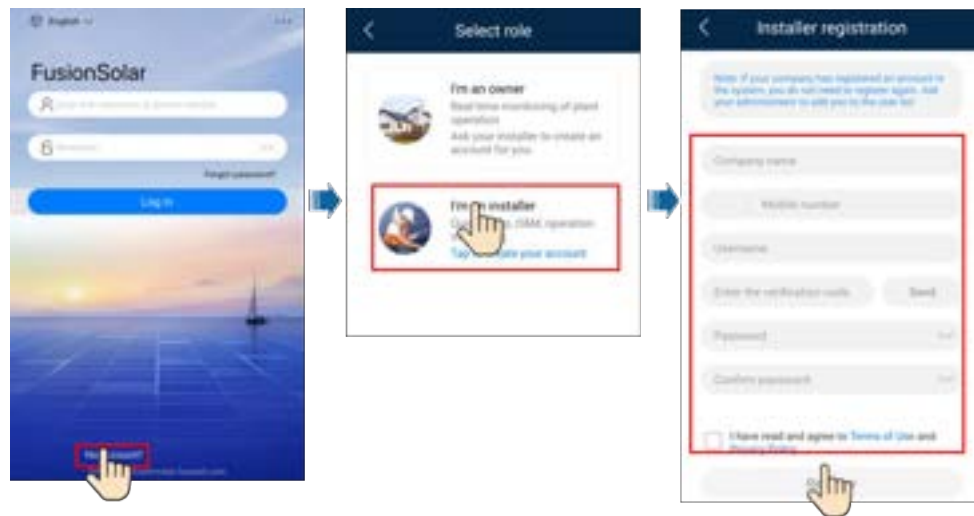 English
FusionSolar
Forgot password?
Log in
Select role
I'm an owner
Real-time monitoring of plant
operation
Ask your installer to create an
account for you.
installer
O&M, operation
Tap your account
Installer registration
Note: If your company has registered an account in
the system, you do not need to register again. Ask
your administrator to add you to the user list.
Company name
Mobile number
Username
Enter the verification code
Send
Password
Confirm password
I have read and agree to Terms of Use and
Privacy Policy